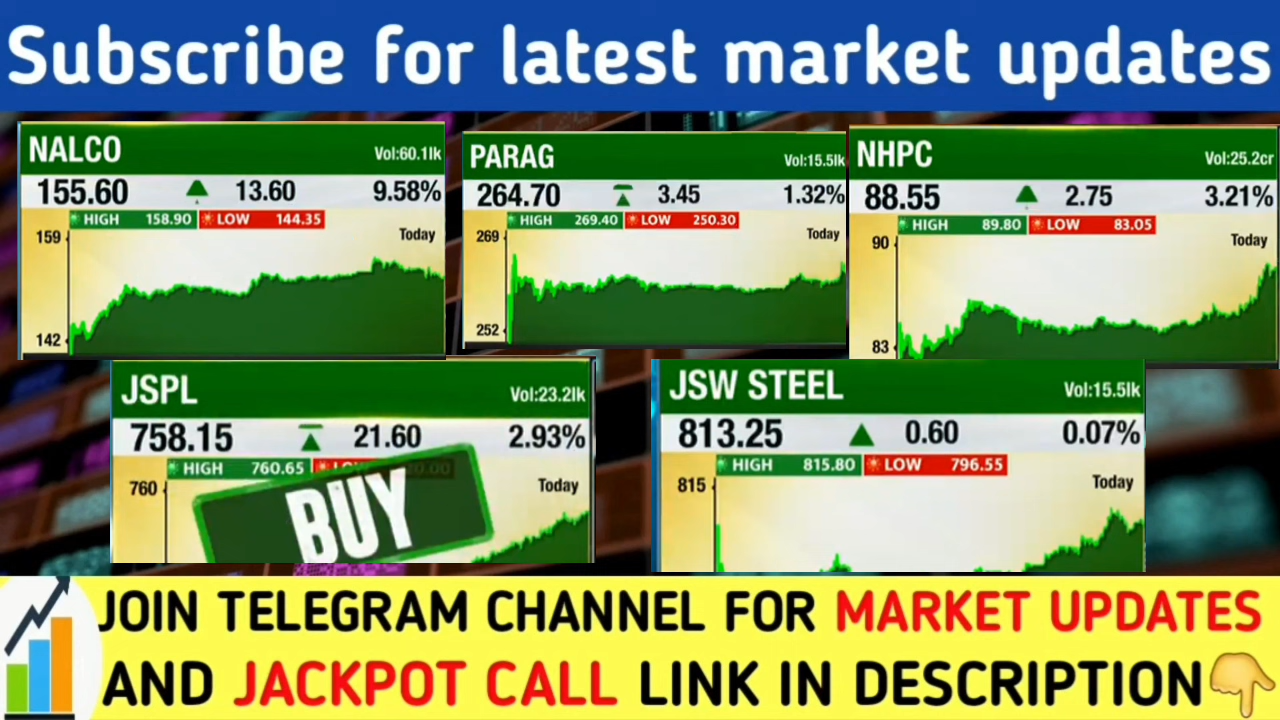 Subscribe for latest market updates
NALCO Vol:60.1lk
155.60 13.60 9.58%
HIGH 158.90 LOW 144.35
159 Today
142
PARAG Vol:15.5lk
264.70 3.45 1.32%
HIGH 269.40 LOW 250.30
269 Today
252
NHPC Vol:25.2cr
88.55 2.75 3.21%
HIGH 89.80 LOW 83.05
90 Today
83
JSPL Vol:23.2lk
758.15 21.60 2.93%
HIGH 760.65
760 Today
BUY
JSW STEEL Vol:15.5lk
813.25 0.60 0.07%
HIGH 815.80 LOW 796.55
815 Today
JOIN TELEGRAM CHANNEL FOR MARKET UPDATES
AND JACKPOT CALL LINK IN DESCRIPTION👇